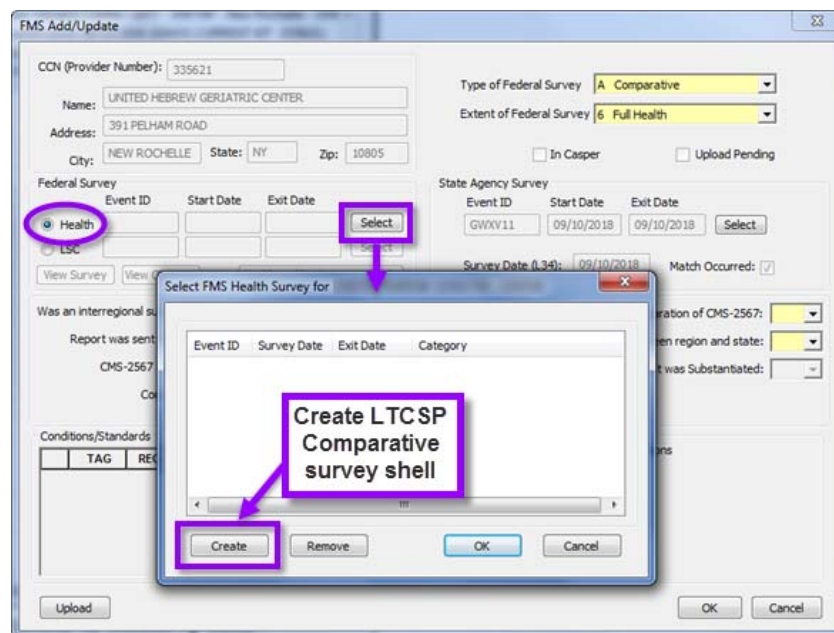 FMS Add/Update
CCN (Provider Number): 335621
Name: UNITED HEBREW GERIATRIC CENTER
Address: 391 PELHAM ROAD
City: NEW ROCHELLE State: NY Zip: 10805
Type of Federal Survey A Comparative
Extent of Federal Survey 6 Full Health
In Casper Upload Pending
Federal Survey
Event ID Start Date Exit Date
Health Select
LSC Select
View Survey View
State Agency Survey
Event ID Start Date Exit Date
GWXV11 09/10/2018 09/10/2018 Select
Survey Date (L34): 09/10/2018 Match Occurred:
Was an interregional su
Report was sent
CMS-2567
Co
ration of CMS-2567:
en region and state:
t was Substantiated:
Conditions/Standards
TAG REG
ons
Select FMS Health Survey for
Event ID Survey Date Exit Date Category
Create LTCSP
Comparative
survey shell
Create Remove OK Cancel
Upload OK Cancel